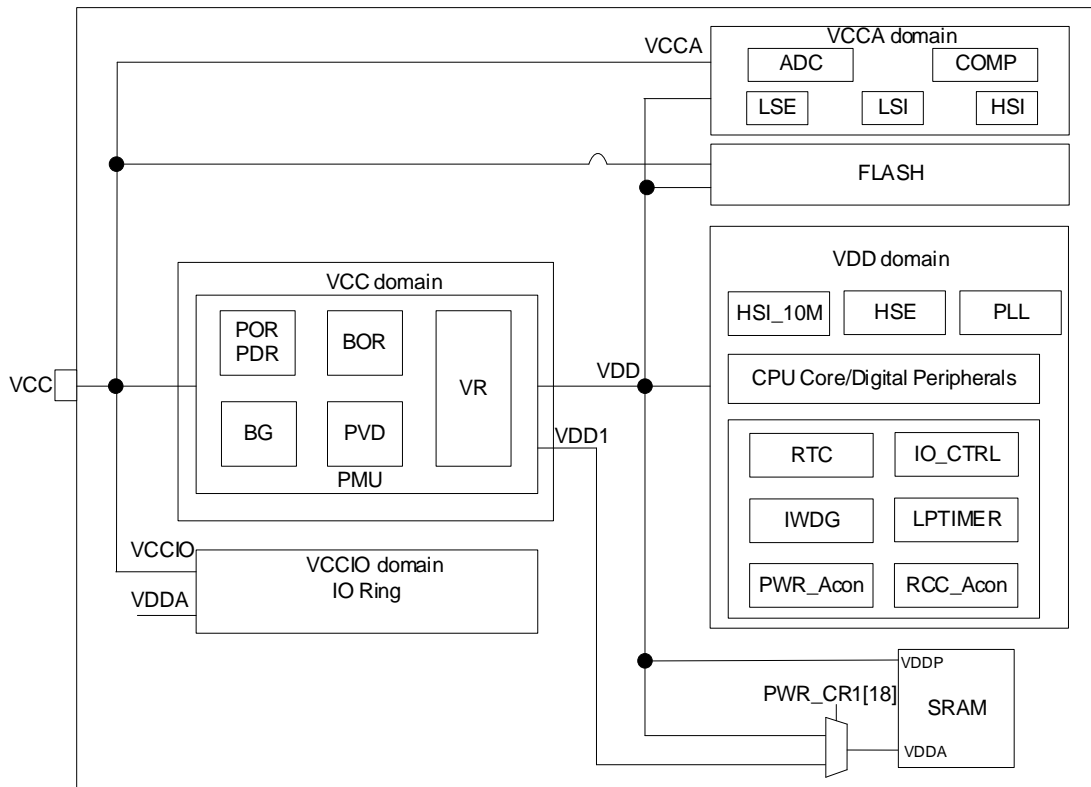 VCCA domain
VCCA
ADC
COMP
LSE
LSI
HSI
FLASH
VCC domain
VDD domain
POR
PDR
BOR
VR
HSI_10M
HSE
PLL
VCC
VDD
CPU Core/Digital Peripherals
BG
PVD
VDD1
PMU
RTC
IO_CTRL
IWDG
LPTIMER
VCCIO
VCCIO domain
IO Ring
VDDA
PWR_Acon
RCC_Acon
VDDP
PWR_CR1[18]
SRAM
VDDA